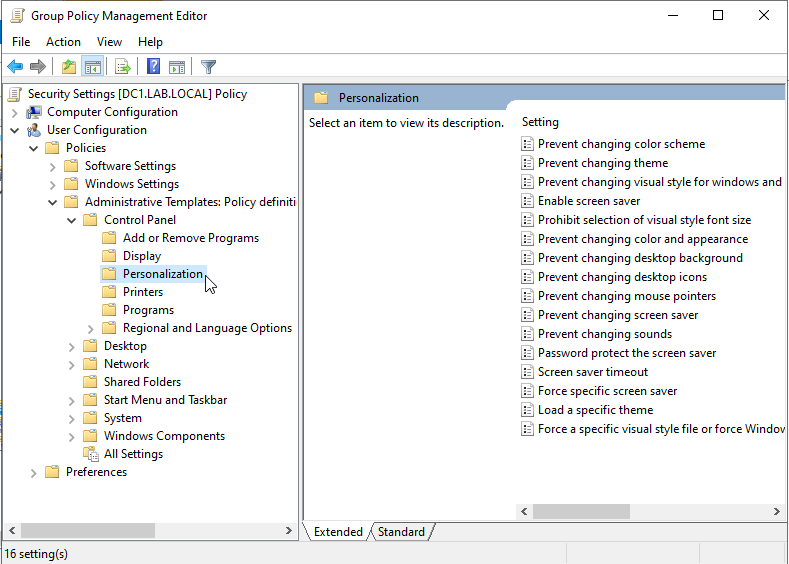 Group Policy Management Editor
File Action View Help
Security Settings [DC1.LAB.LOCAL] Policy
Computer Configuration
User Configuration
Policies
Software Settings
Windows Settings
Administrative Templates: Policy definiti
Control Panel
Add or Remove Programs
Display
Personalization
Printers
Programs
Regional and Language Options
Desktop
Network
Shared Folders
Start Menu and Taskbar
System
Windows Components
All Settings
Preferences
Personalization
Select an item to view its description.
Setting
Prevent changing color scheme
Prevent changing theme
Prevent changing visual style for windows and
Enable screen saver
Prohibit selection of visual style font size
Prevent changing color and appearance
Prevent changing desktop background
Prevent changing desktop icons
Prevent changing mouse pointers
Prevent changing screen saver
Prevent changing sounds
Password protect the screen saver
Screen saver timeout
Force specific screen saver
Load a specific theme
Force a specific visual style file or force Window
Extended Standard
16 setting(s)